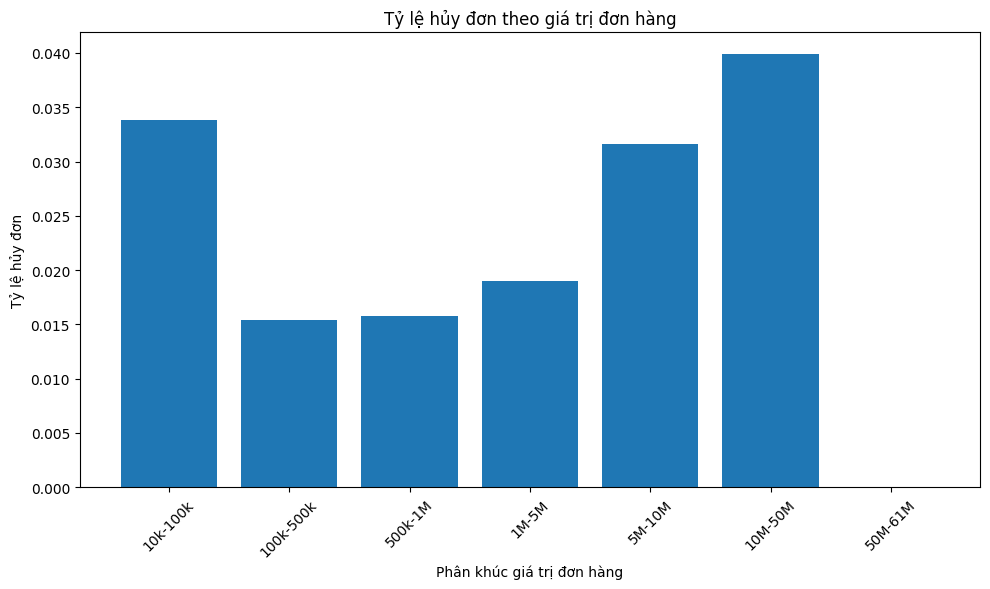 Tỷ lệ hủy đơn theo giá trị đơn hàng
Tỷ lệ hủy đơn
0.040
0.035
0.030
0.025
0.020
0.015
0.010
0.005
0.000
10k-100k
100k-500k
500k-1M
1M-5M
5M-10M
10M-50M
50M-61M
Phân khúc giá trị đơn hàng